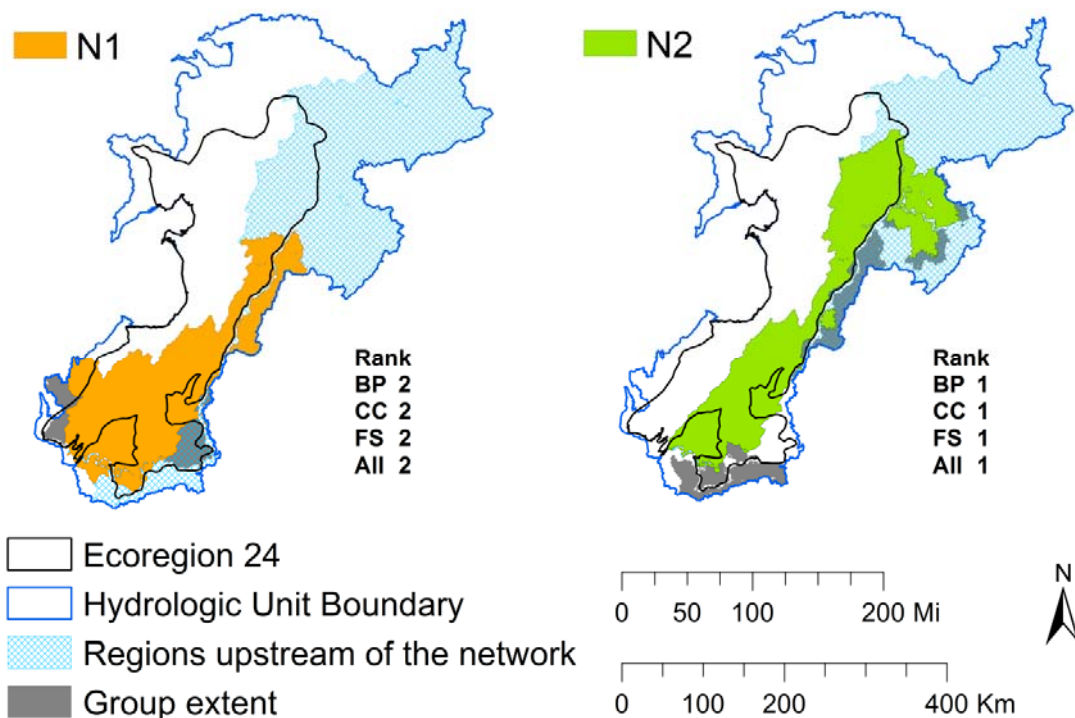 N1
N2
Rank
BP 2
CC 2
FS 2
All 2
Rank
BP 1
CC 1
FS 1
All 1
Ecoregion 24
Hydrologic Unit Boundary
Regions upstream of the network
Group extent
0 50 100 200 Mi
0 100 200 400 Km
N